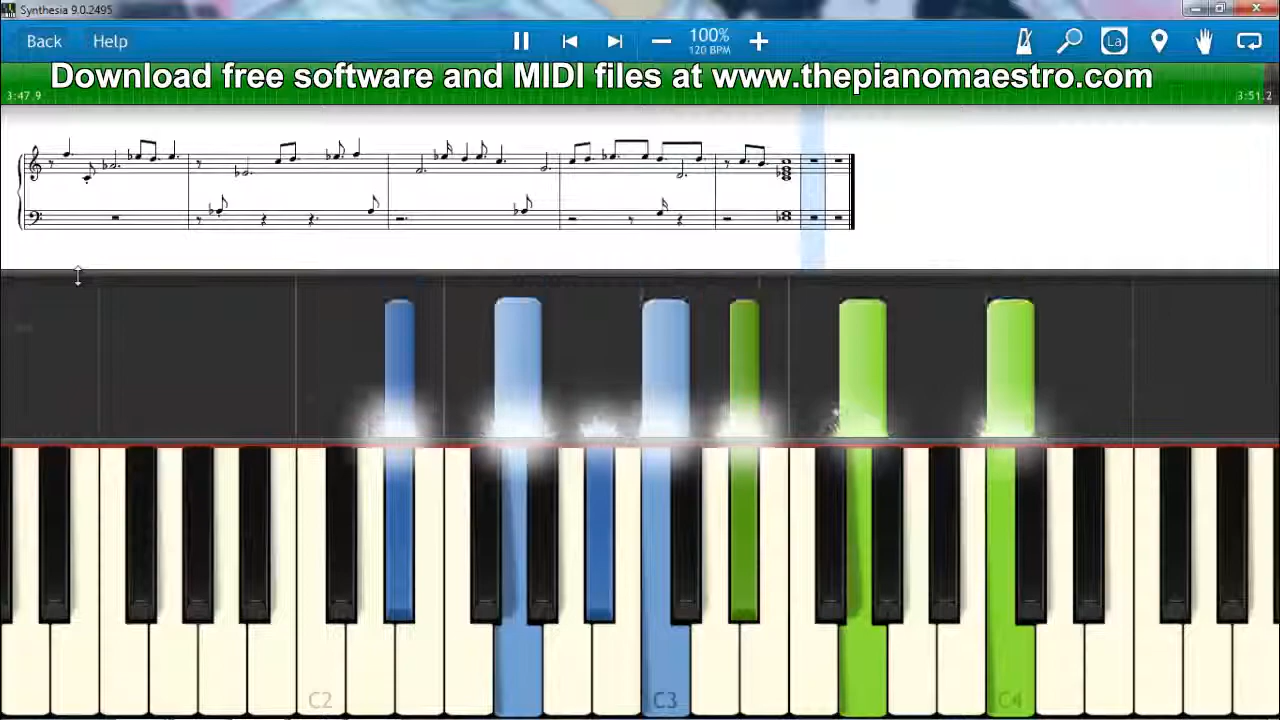 Synthesia 9.0.2495
Back Help 100% La
120 BPM
Download free software and MIDI files at www.thepianomaestro.com
3:47.9 3:51.2
C2 C3 C4